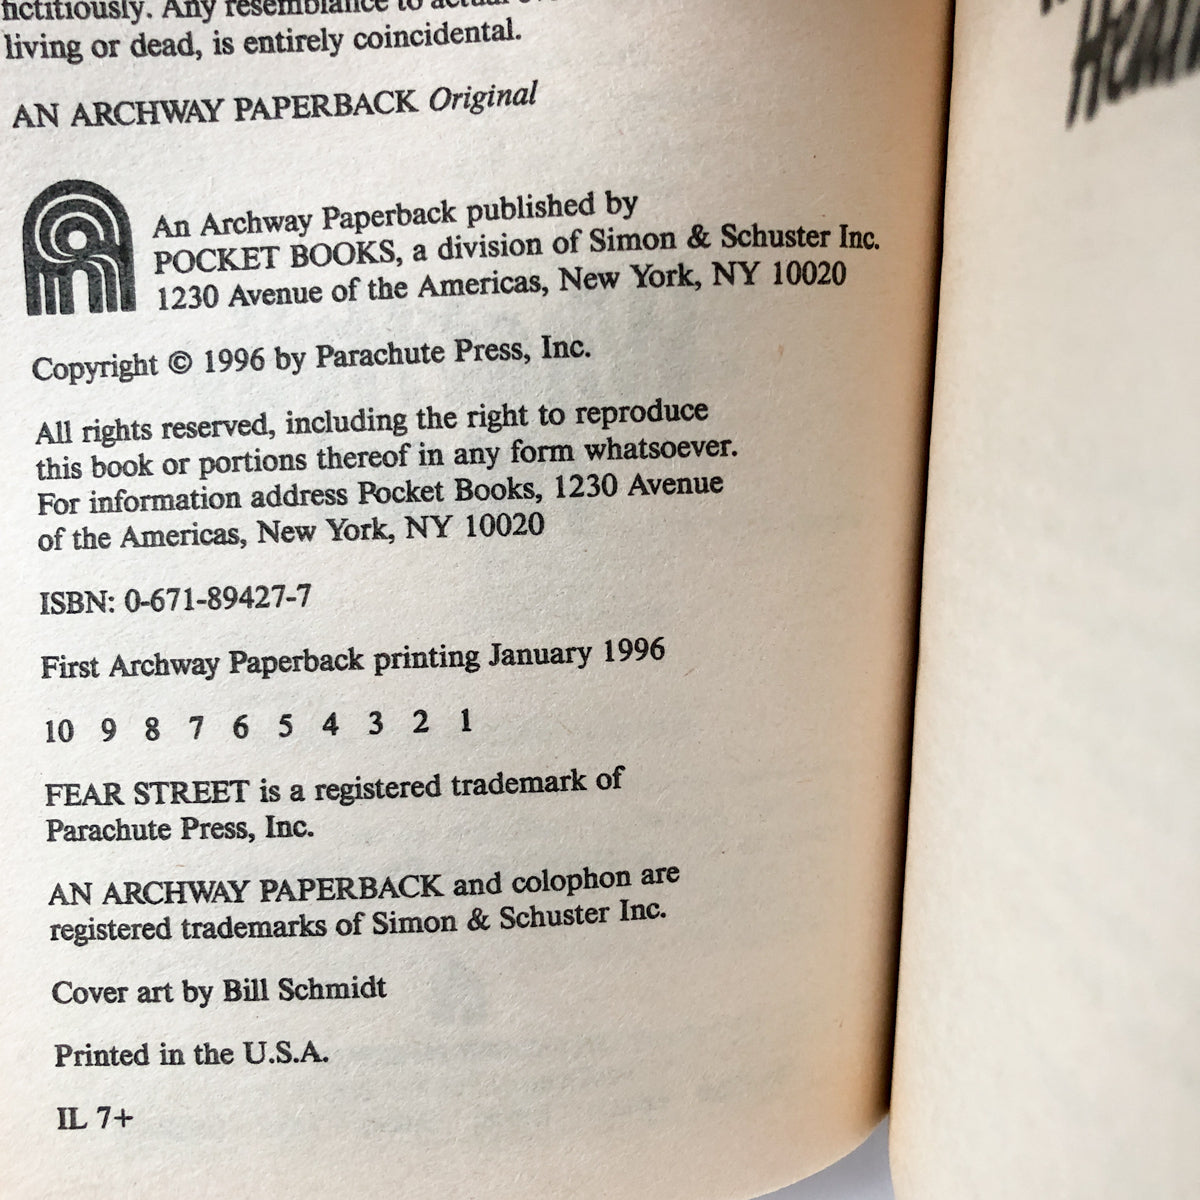 fictitiously. Any resemblance to actual
living or dead, is entirely coincidental.
AN ARCHWAY PAPERBACK Original
An Archway Paperback published by
POCKET BOOKS, a division of Simon & Schuster Inc.
1230 Avenue of the Americas, New York, NY 10020
Copyright © 1996 by Parachute Press, Inc.
All rights reserved, including the right to reproduce
this book or portions thereof in any form whatsoever.
For information address Pocket Books, 1230 Avenue
of the Americas, New York, NY 10020
ISBN: 0-671-89427-7
First Archway Paperback printing January 1996
10 9 8 7 6 5 4 3 2 1
FEAR STREET is a registered trademark of
Parachute Press, Inc.
AN ARCHWAY PAPERBACK and colophon are
registered trademarks of Simon & Schuster Inc.
Cover art by Bill Schmidt
Printed in the U.S.A.
IL 7+